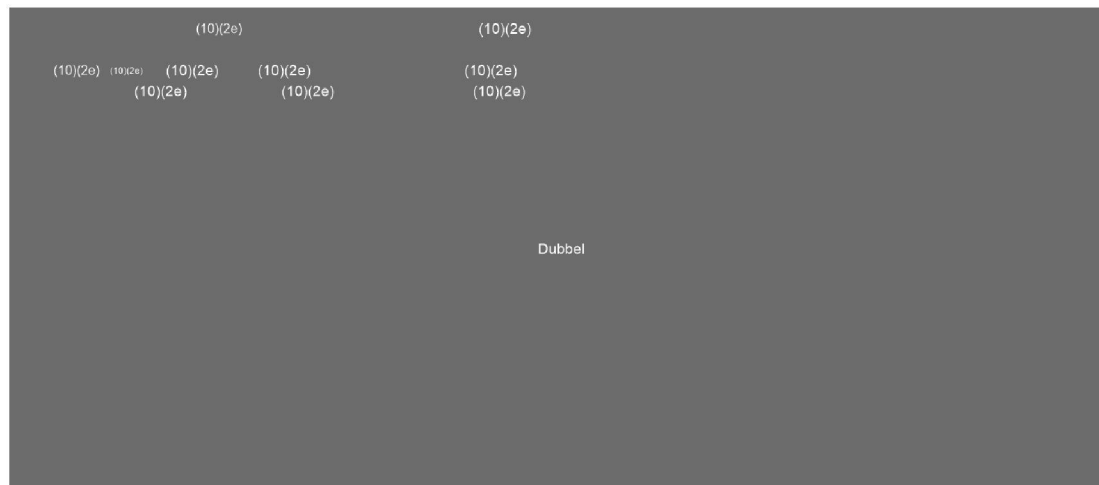 (10)(2e) (10)(2e)
(10)(2e) (10)(2e) (10)(2e) (10)(2e) (10)(2e)
(10)(2e) (10)(2e) (10)(2e)
Dubbel